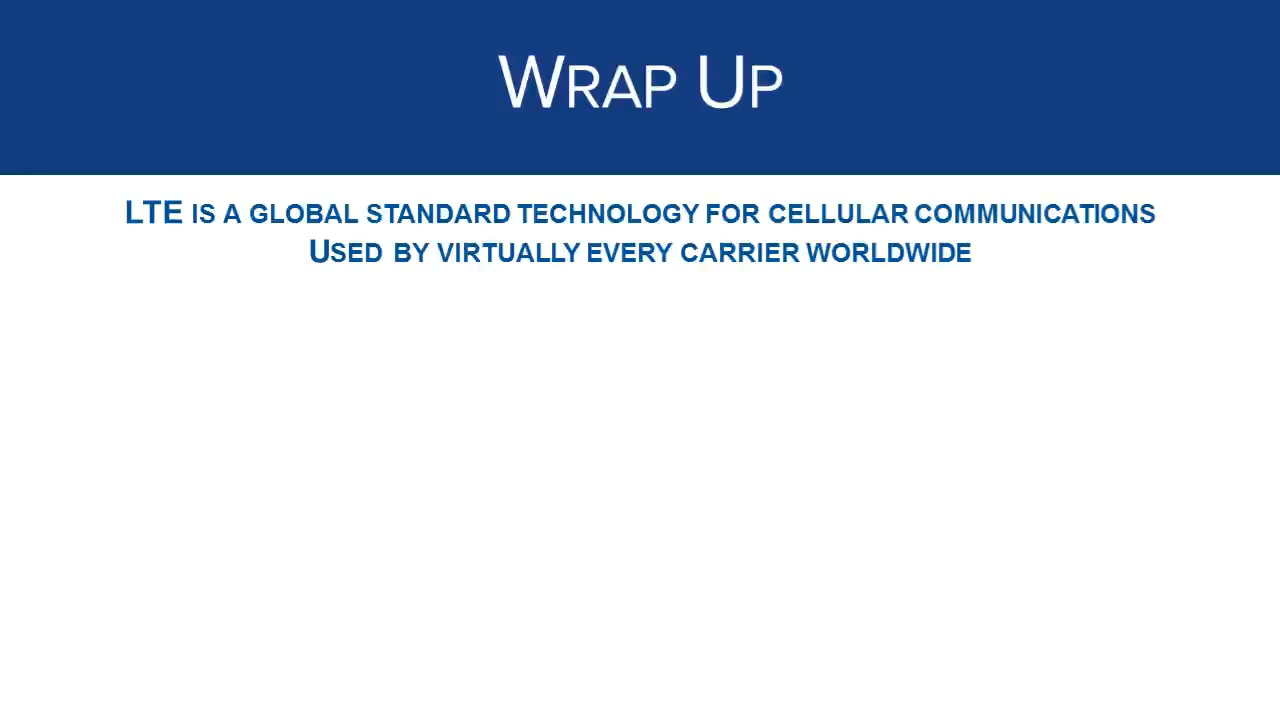 WRAP UP
LTE IS A GLOBAL STANDARD TECHNOLOGY FOR CELLULAR COMMUNICATIONS
USED BY VIRTUALLY EVERY CARRIER WORLDWIDE